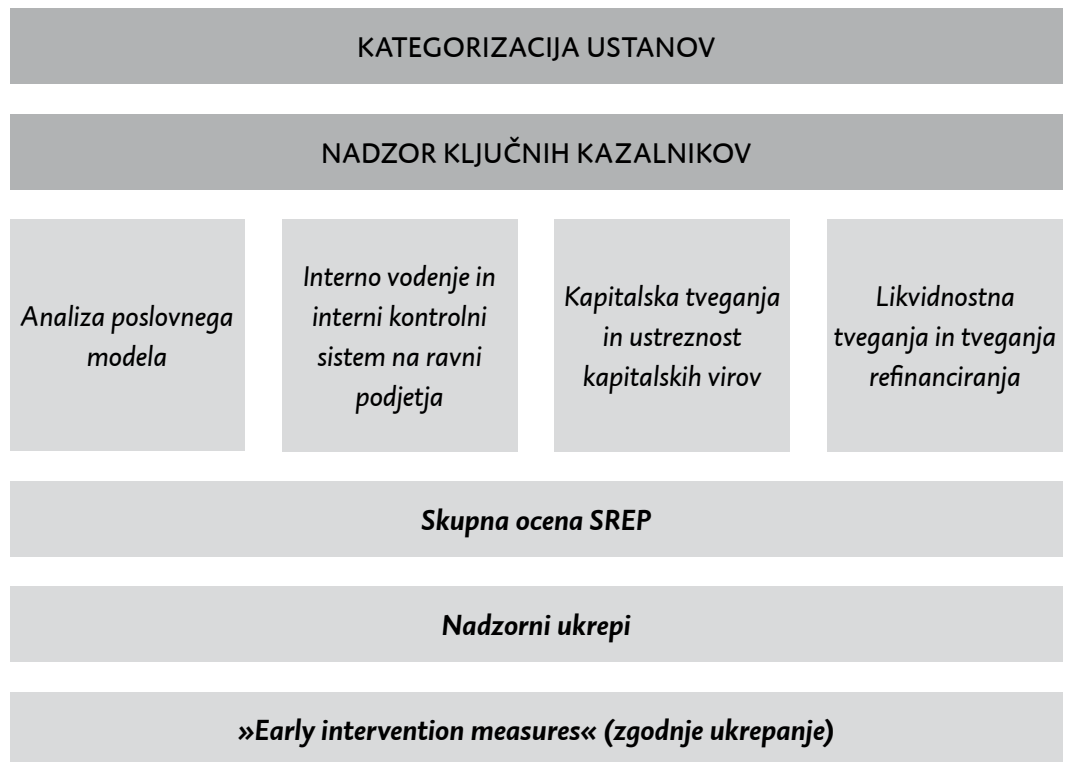 KATEGORIZACIJA USTANOV
NADZOR KLJUČNIH KAZALNIKOV
Analiza poslovnega
modela
Interno vodenje in
interni kontrolni
sistem na ravni
podjetja
Kapitalska tveganja
in ustreznost
kapitalskih virov
Likvidnostna
tveganja in tveganja
refinanciranja
Skupna ocena SREP
Nadzorni ukrepi
»Early intervention measures« (zgodnje ukrepanje)